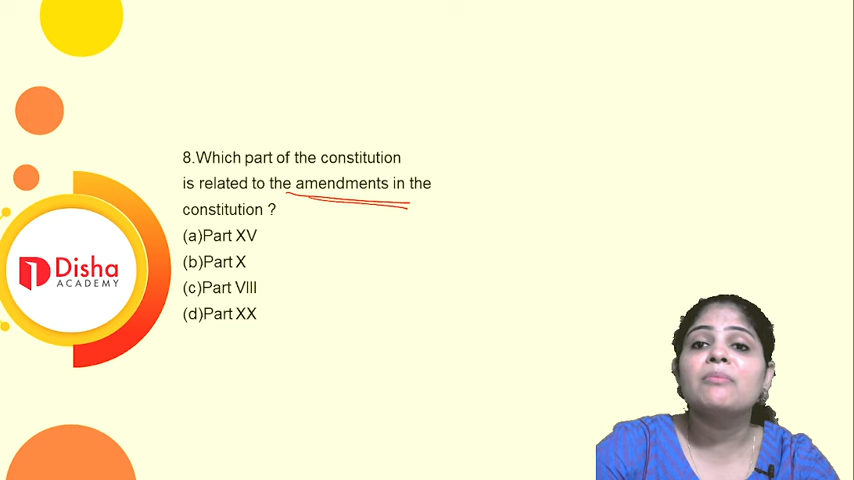 8.Which part of the constitution
is related to the amendments in the
constitution ?
(a)Part XV
(b)Part X
(c)Part VIII
(d)Part XX
Disha
ACADEMY